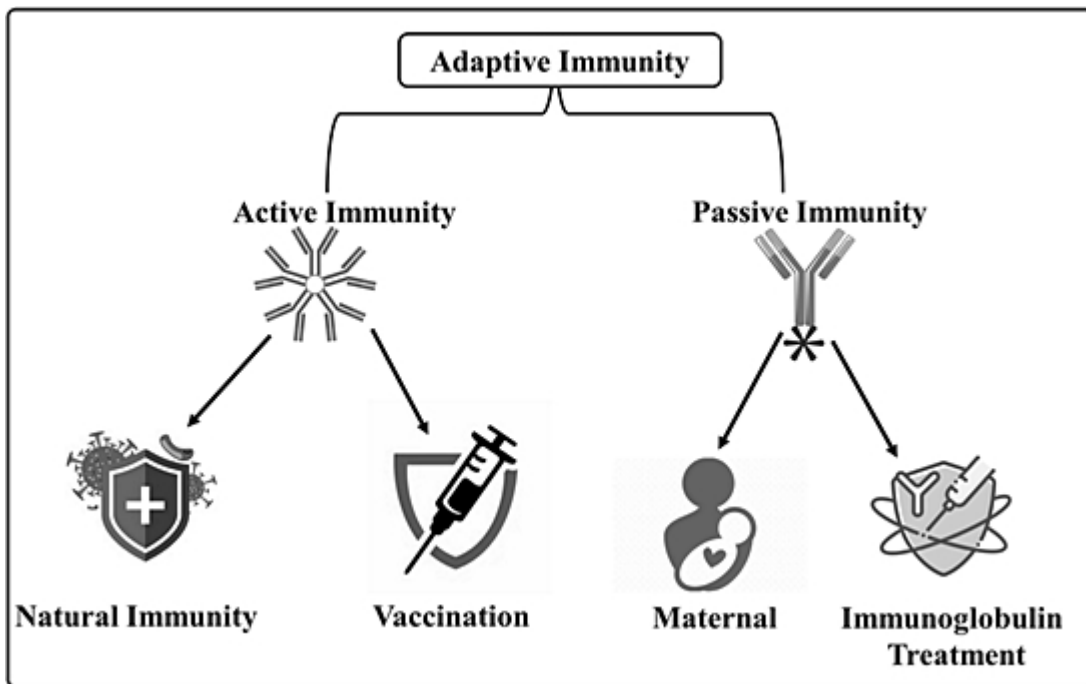 Adaptive Immunity
Active Immunity
Passive Immunity
Natural Immunity
Vaccination
Maternal
Immunoglobulin
Treatment